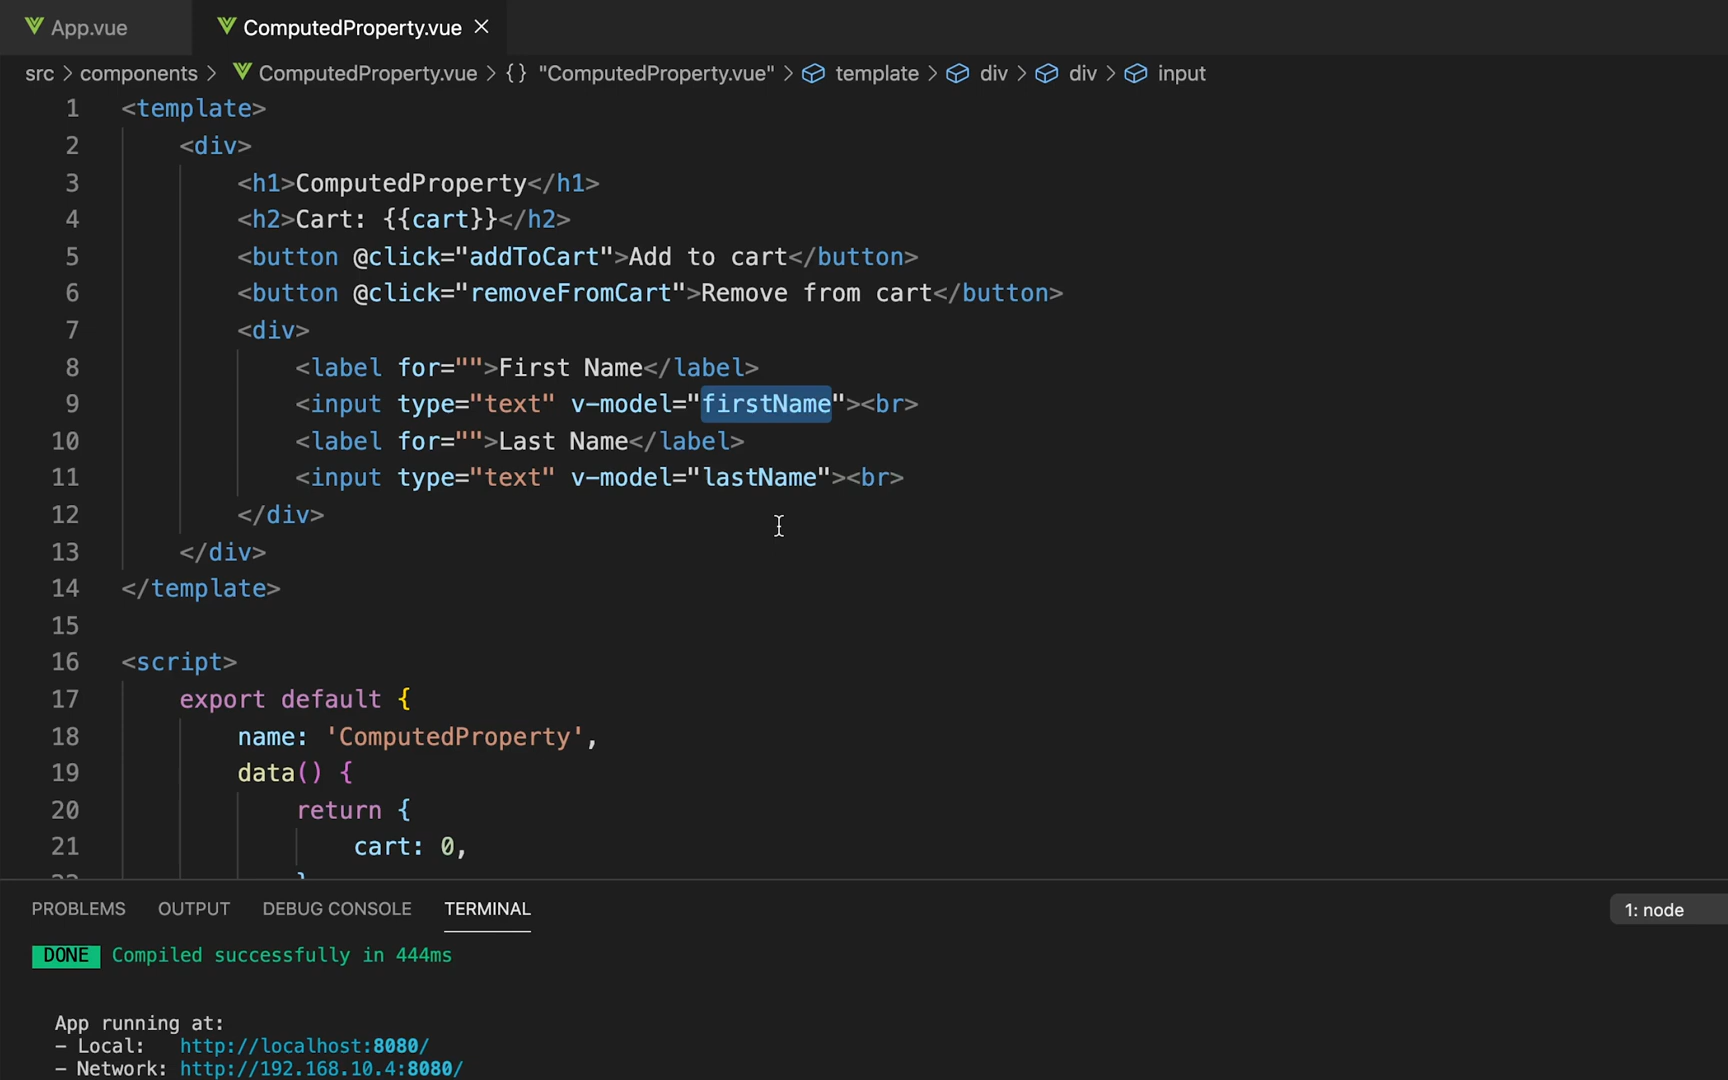 App.vue
ComputedProperty.vue ×
src > components > ComputedProperty.vue > {} "ComputedProperty.vue" > template > div > div > input
1 <template>
2 <div>
3 <h1>ComputedProperty</h1>
4 <h2>Cart: {{cart}}</h2>
5 <button @click="addToCart">Add to cart</button>
6 <button @click="removeFromCart">Remove from cart</button>
7 <div>
8 <label for="">First Name</label>
9 <input type="text" v-model="firstName"><br>
10 <label for="">Last Name</label>
11 <input type="text" v-model="lastName"><br>
12 </div>
13 </div>
14 </template>
15
16 <script>
17 export default {
18 name: 'ComputedProperty',
19 data() {
20 return {
21 cart: 0,
PROBLEMS OUTPUT DEBUG CONSOLE TERMINAL 1: node
DONE Compiled successfully in 444ms
App running at:
- Local: http://localhost:8080/
- Network: http://192.168.10.4:8080/